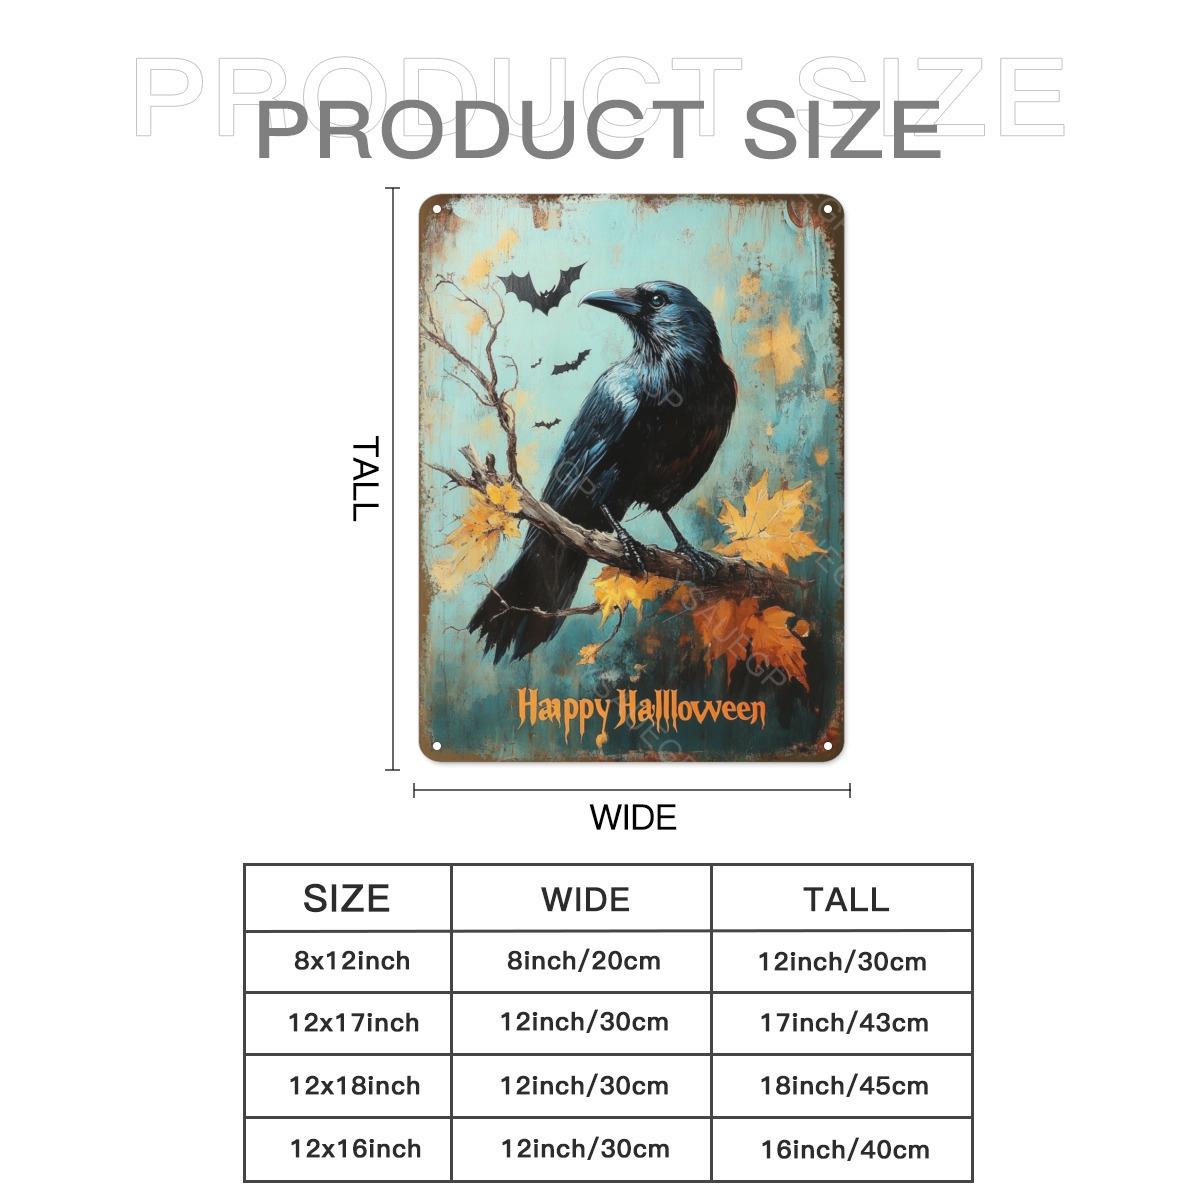 PRODUCT SIZE
PRODUCT SIZE
TALL
Happy Hallloween
WIDE
SIZE WIDE TALL
8x12inch 8inch/20cm 12inch/30cm
12x17inch 12inch/30cm 17inch/43cm
12x18inch 12inch/30cm 18inch/45cm
12x16inch 12inch/30cm 16inch/40cm